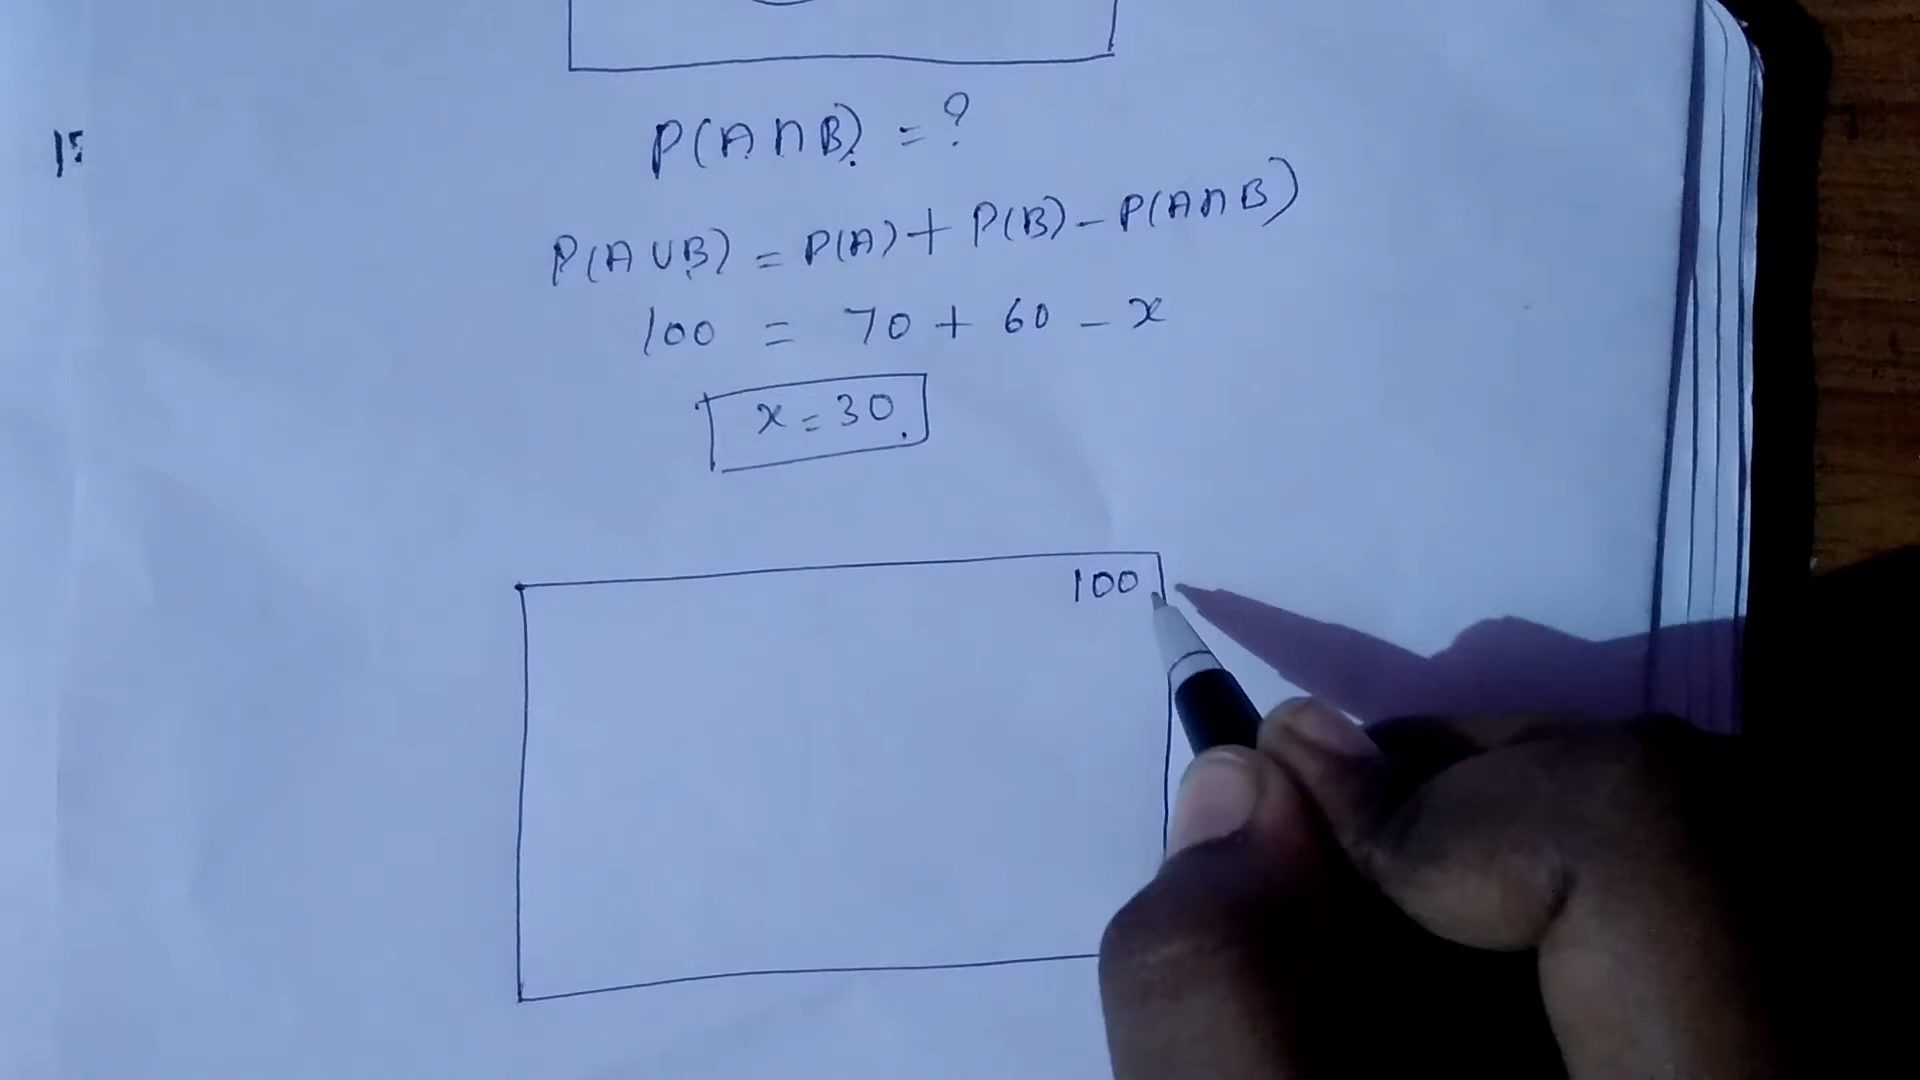 P(A∩B) = ?
P(A∪B) = P(A) + P(B) - P(A∩B)
100 = 70 + 60 - x
x = 30.
100